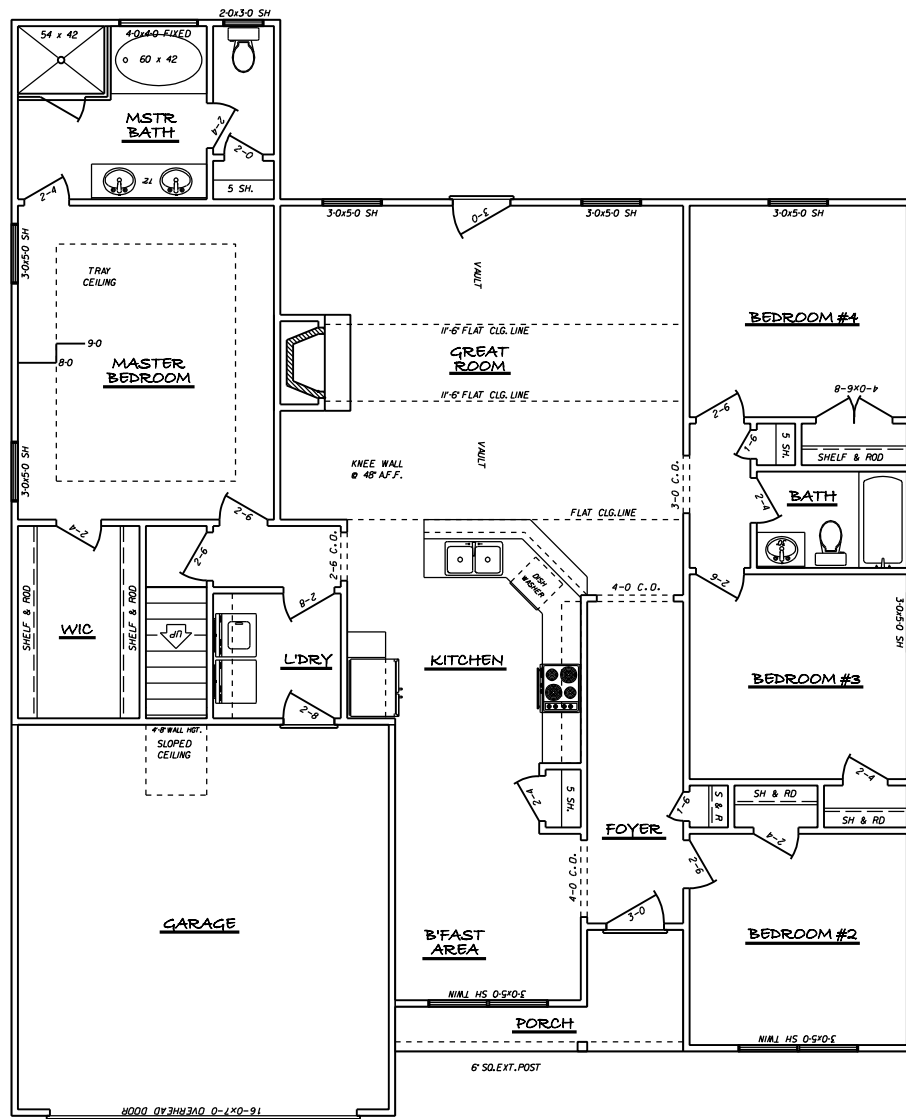 2-0x3-0 SH
54 x 42
4-0x4-0 FIXED
60 x 42
MSTR
BATH
2-4
2-0
72
5 SH.
2-4
3-0x5-0 SH
3-0
3-0x5-0 SH
3-0x5-0 SH
3-0x5-0 SH
TRAY
CEILING
VAULT
9-0
8-0
MASTER
BEDROOM
11'-6" FLAT CLG. LINE
GREAT
ROOM
11'-6" FLAT CLG. LINE
BEDROOM #4
4-0x6-8
2-6
1-6
5 SH.
SHELF & ROD
3-0x5-0 SH
KNEE WALL
@ 48" A.F.F.
VAULT
3-0 C.O.
2-4
BATH
FLAT CLG.LINE
2-4
2-6
2-6
2-6 C.O.
DISH
WASHER
4-0 C.O.
2-6
3-0x5-0 SH
SHELF & ROD
WIC
SHELF & ROD
UP
2-8
L'DRY
KITCHEN
BEDROOM #3
2-8
4'-8" WALL HGT.
SLOPED
CEILING
2-4
5 SH.
1-6
S & R
SH & RD
2-4
SH & RD
2-4
FOYER
4-0 C.O.
2-6
3-0
GARAGE
B'FAST
AREA
BEDROOM #2
3-0x5-0 SH TWIN
PORCH
3-0x5-0 SH TWIN
6" SQ.EXT.POST
16-0x7-0 OVERHEAD DOOR